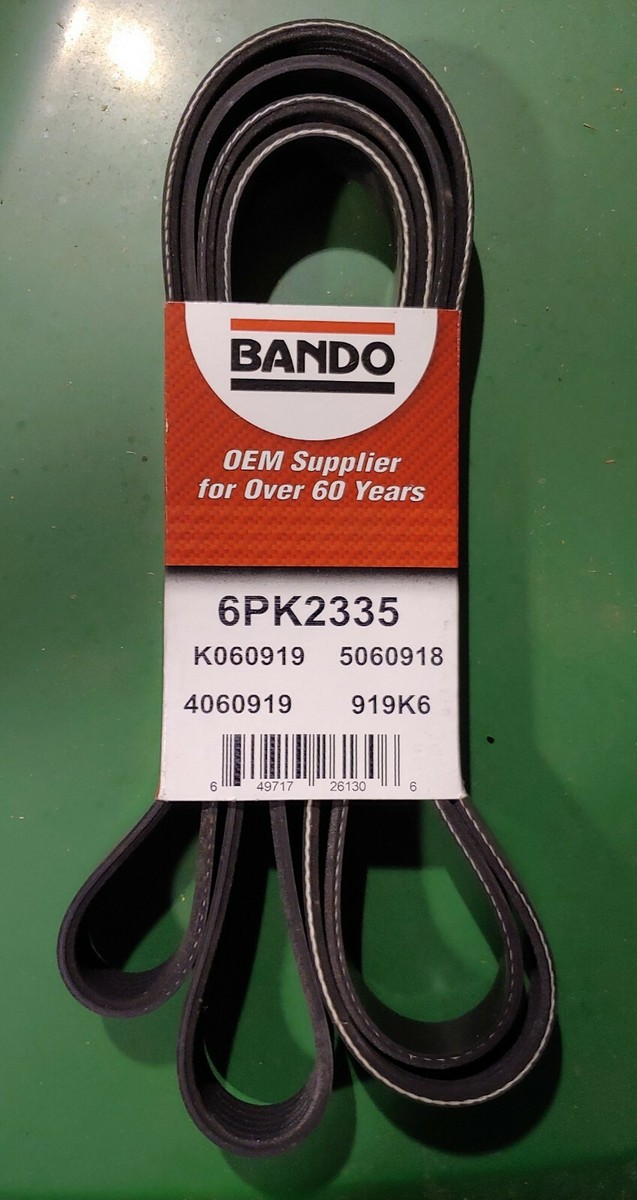 BANDO
OEM Supplier
for Over 60 Years
6PK2335
K060919 5060918
4060919 919K6
6 49717 26130 6